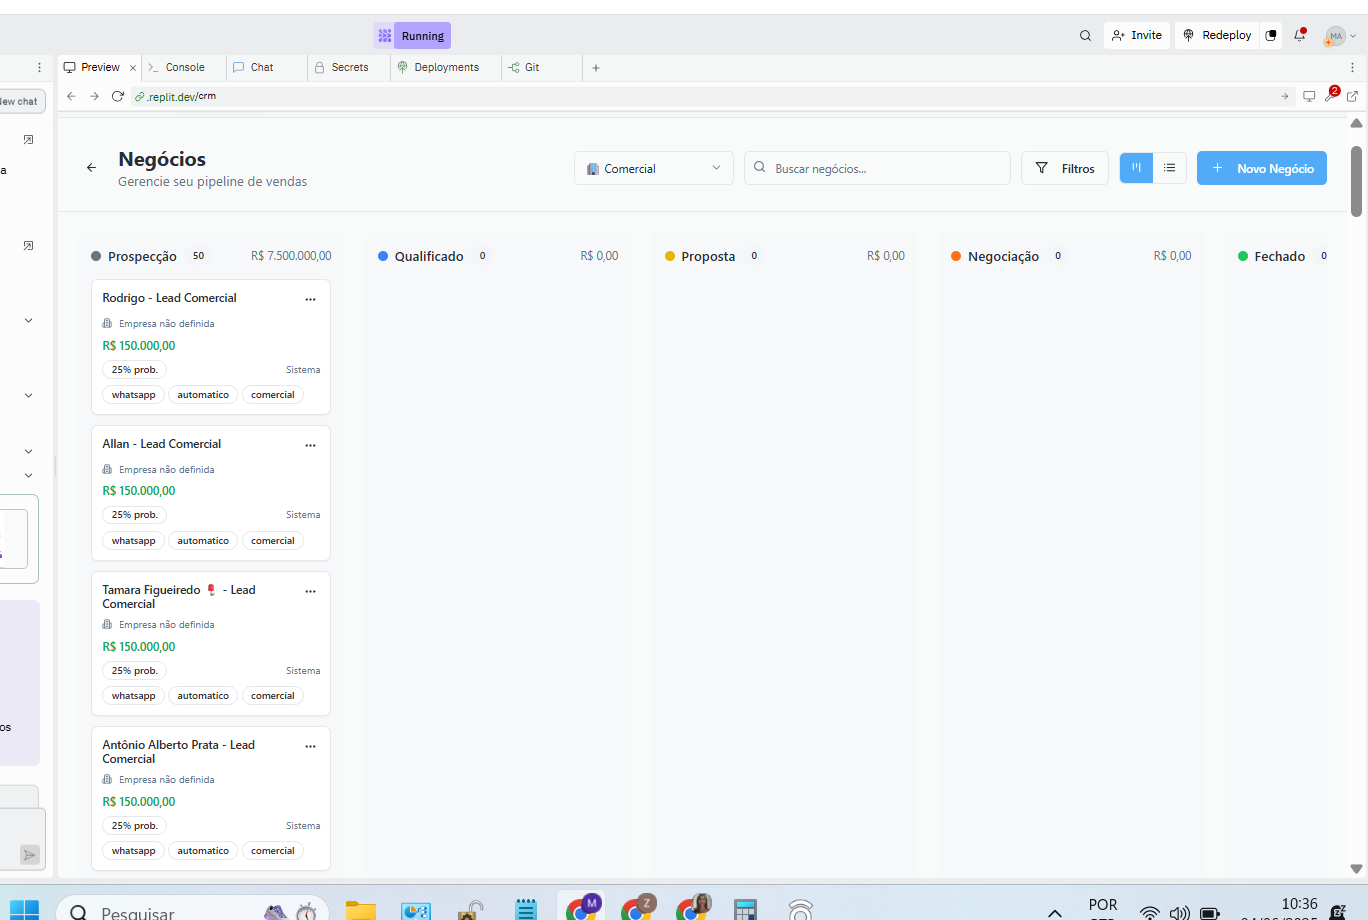 Running
Invite
Redeploy
MA
Preview
Console
Chat
Secrets
Deployments
Git
New chat
.replit.dev/crm
2
a
os
Negócios
Gerencie seu pipeline de vendas
Comercial
Buscar negócios...
Filtros
Novo Negócio
Prospecção 50 R$ 7.500.000,00
Qualificado 0 R$ 0,00
Proposta 0 R$ 0,00
Negociação 0 R$ 0,00
Fechado 0
Rodrigo - Lead Comercial
Empresa não definida
R$ 150.000,00
25% prob. Sistema
whatsapp automatico comercial
Allan - Lead Comercial
Empresa não definida
R$ 150.000,00
25% prob. Sistema
whatsapp automatico comercial
Tamara Figueiredo 🌹 - Lead
Comercial
Empresa não definida
R$ 150.000,00
25% prob. Sistema
whatsapp automatico comercial
Antônio Alberto Prata - Lead
Comercial
Empresa não definida
R$ 150.000,00
25% prob. Sistema
whatsapp automatico comercial
Pesquisar
M
Z
POR
10:36